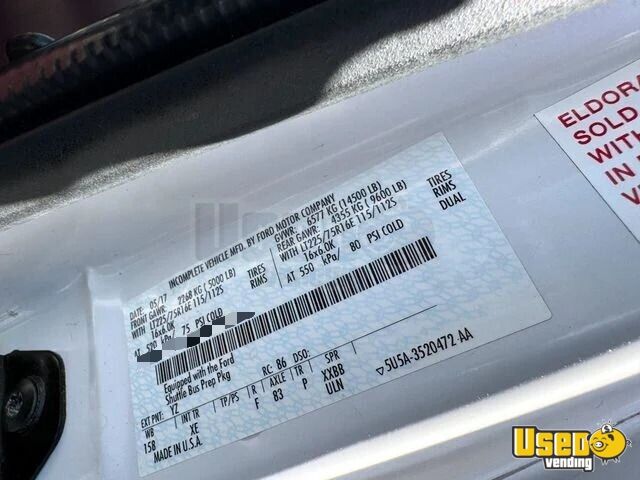 INCOMPLETE VEHICLE MFD. BY FORD MOTOR COMPANY
DATE: 05/17 GVWR: 6577 KG (14500 LB)
FRONT GAWR: 2268 KG (5000 LB) REAR GAWR: 4355 KG (9600 LB)
WITH LT225/75R16E 115/112S TIRES WITH LT225/75R16E 115/112S TIRES
16x6.0K RIMS 16x6.0K RIMS
AT 520 kPa/ 75 PSI COLD AT 550 kPa/ 80 PSI COLD DUAL
Equipped with the Ford
Shuttle Bus Prep Pkg
EXT PNT: YZ RC: 86 DSO:
WB INT TR TP/PS R AXLE TR SPR
158 XE F 83 P XX8B
ULN
MADE IN U.S.A.
▽5U5A-3520472-AA
ELDORA
SOLD
WITH
IN
V
Used
vending